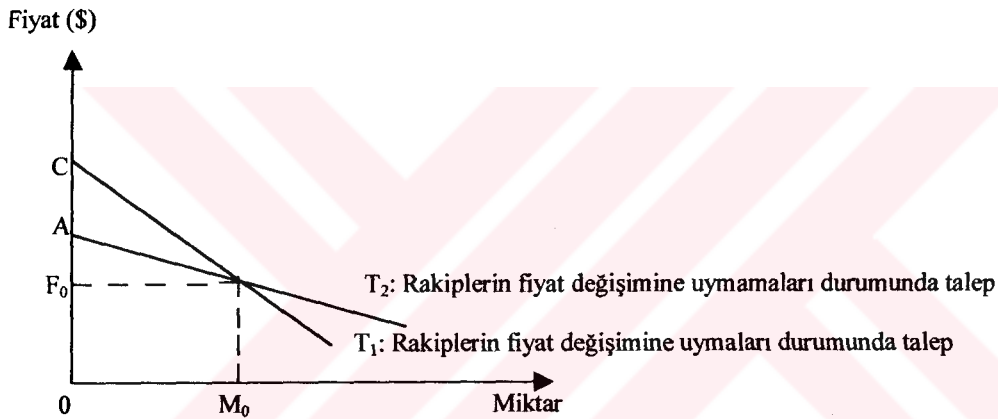 Fiyat ($)
C
A
F₀
T₂: Rakiplerin fiyat değişimine uymamaları durumunda talep
T₁: Rakiplerin fiyat değişimine uymaları durumunda talep
0
M₀
Miktar